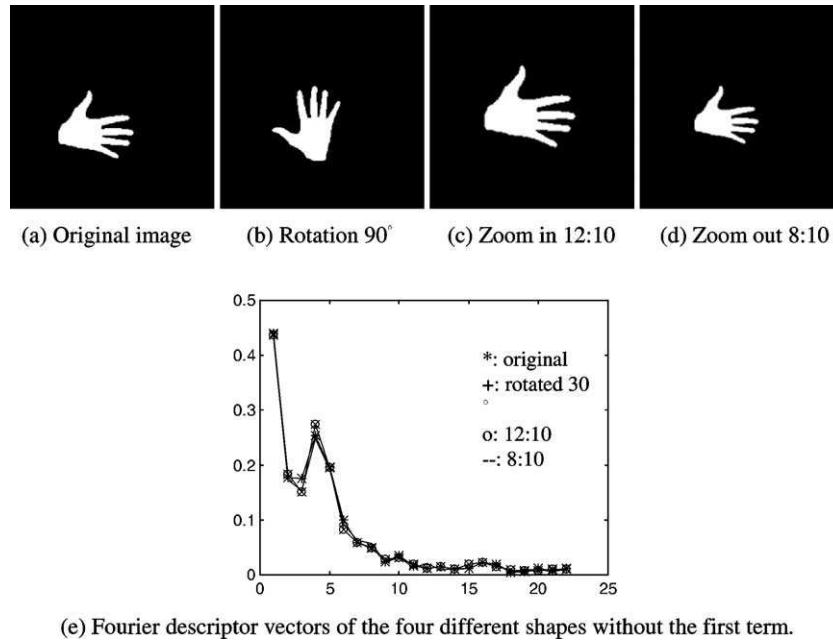 (a) Original image (b) Rotation 90° (c) Zoom in 12:10 (d) Zoom out 8:10
0.5
0.4
0.3
0.2
0.1
0
0 5 10 15 20 25
*: original
+: rotated 30
°
o: 12:10
--: 8:10
(e) Fourier descriptor vectors of the four different shapes without the first term.